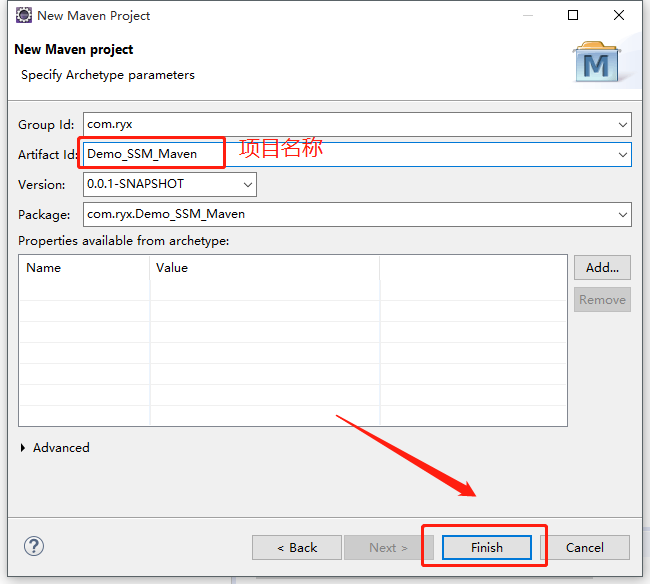 New Maven Project
New Maven project
Specify Archetype parameters
M
Group Id: com.ryx
Artifact Id: Demo_SSM_Maven 项目名称
Version: 0.0.1-SNAPSHOT
Package: com.ryx.Demo_SSM_Maven
Properties available from archetype:
Name Value Add...
Remove
Advanced
? < Back Next > Finish Cancel